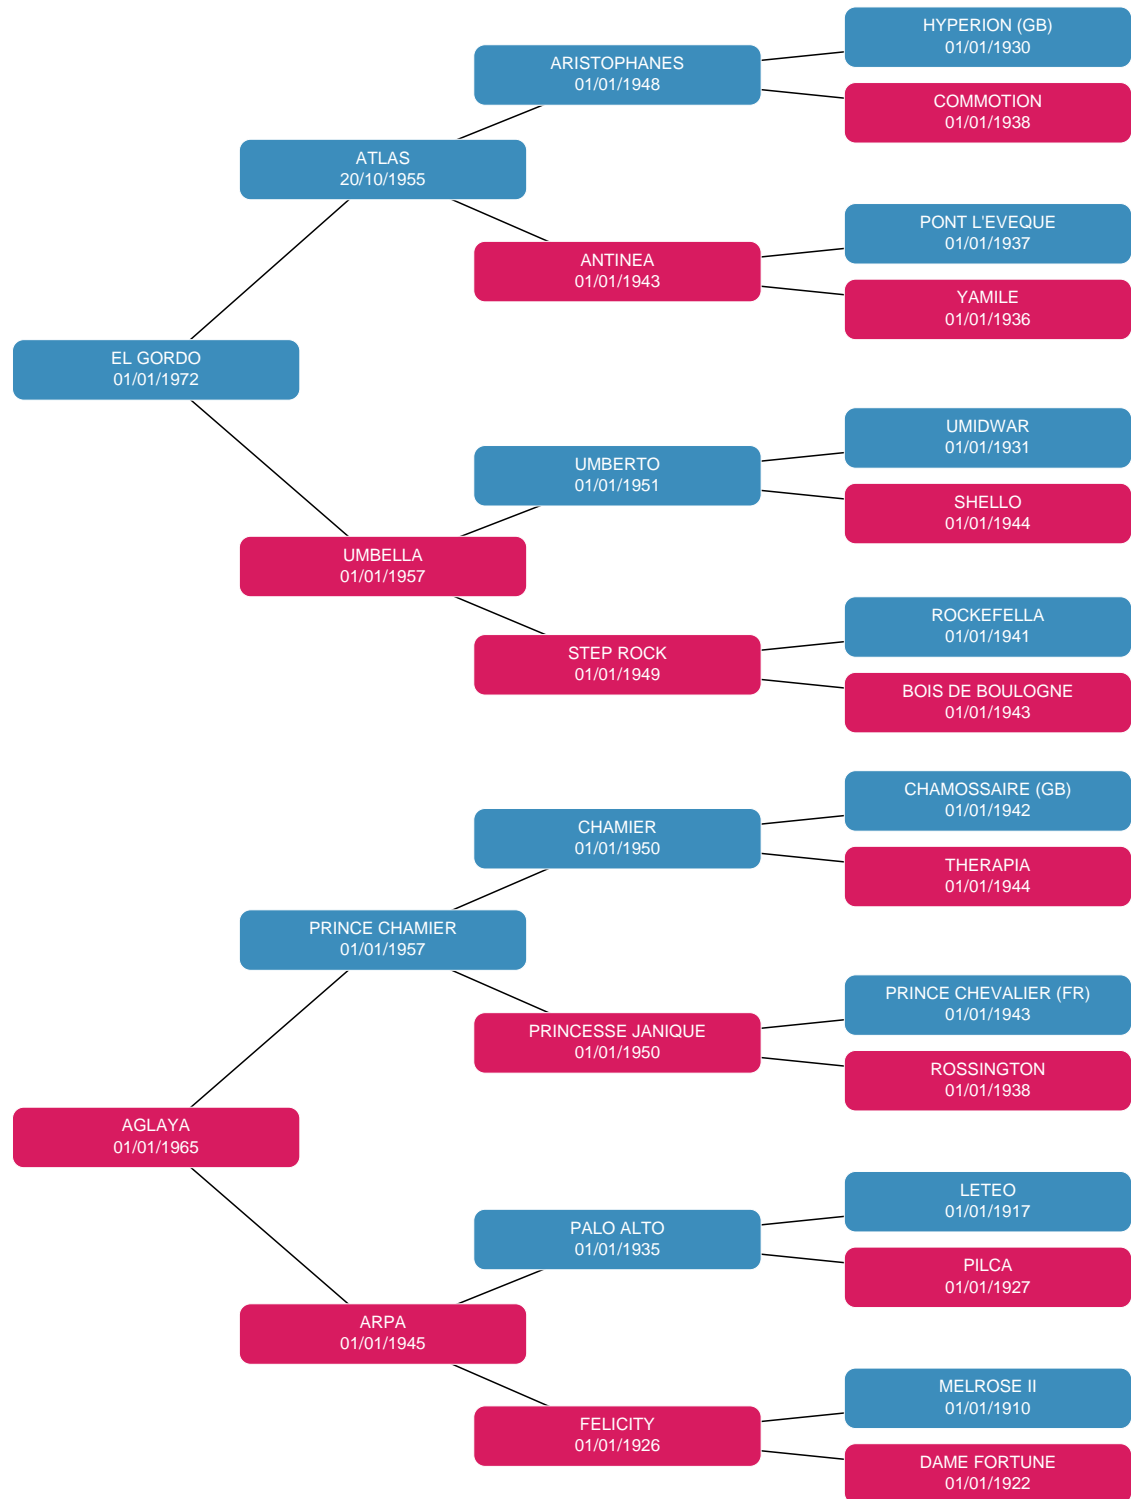 HYPERION (GB)
01/01/1930
ARISTOPHANES
01/01/1948
COMMOTION
01/01/1938
ATLAS
20/10/1955
PONT L'EVEQUE
01/01/1937
ANTINEA
01/01/1943
YAMILE
01/01/1936
EL GORDO
01/01/1972
UMIDWAR
01/01/1931
UMBERTO
01/01/1951
SHELLO
01/01/1944
UMBELLA
01/01/1957
ROCKEFELLA
01/01/1941
STEP ROCK
01/01/1949
BOIS DE BOULOGNE
01/01/1943
CHAMOSSAIRE (GB)
01/01/1942
CHAMIER
01/01/1950
THERAPIA
01/01/1944
PRINCE CHAMIER
01/01/1957
PRINCE CHEVALIER (FR)
01/01/1943
PRINCESSE JANIQUE
01/01/1950
ROSSINGTON
01/01/1938
AGLAYA
01/01/1965
LETEO
01/01/1917
PALO ALTO
01/01/1935
PILCA
01/01/1927
ARPA
01/01/1945
MELROSE II
01/01/1910
FELICITY
01/01/1926
DAME FORTUNE
01/01/1922